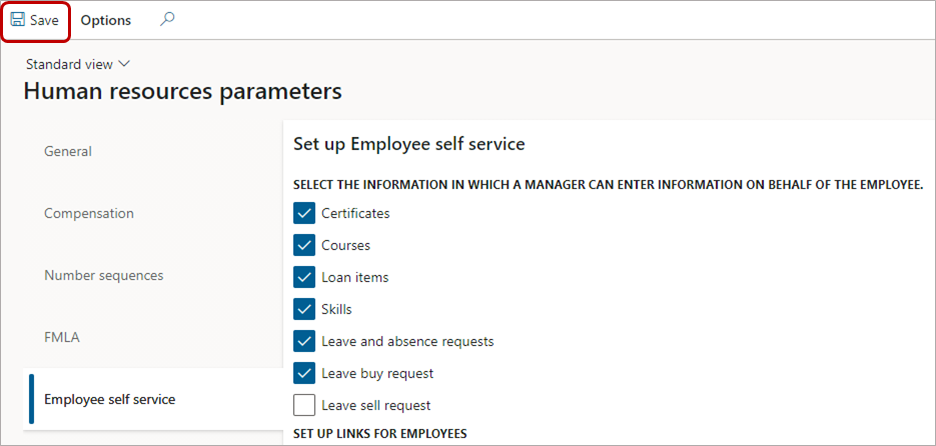 Save
Options
Standard view
Human resources parameters
General
Compensation
Number sequences
FMLA
Employee self service
Set up Employee self service
SELECT THE INFORMATION IN WHICH A MANAGER CAN ENTER INFORMATION ON BEHALF OF THE EMPLOYEE.
Certificates
Courses
Loan items
Skills
Leave and absence requests
Leave buy request
Leave sell request
SET UP LINKS FOR EMPLOYEES